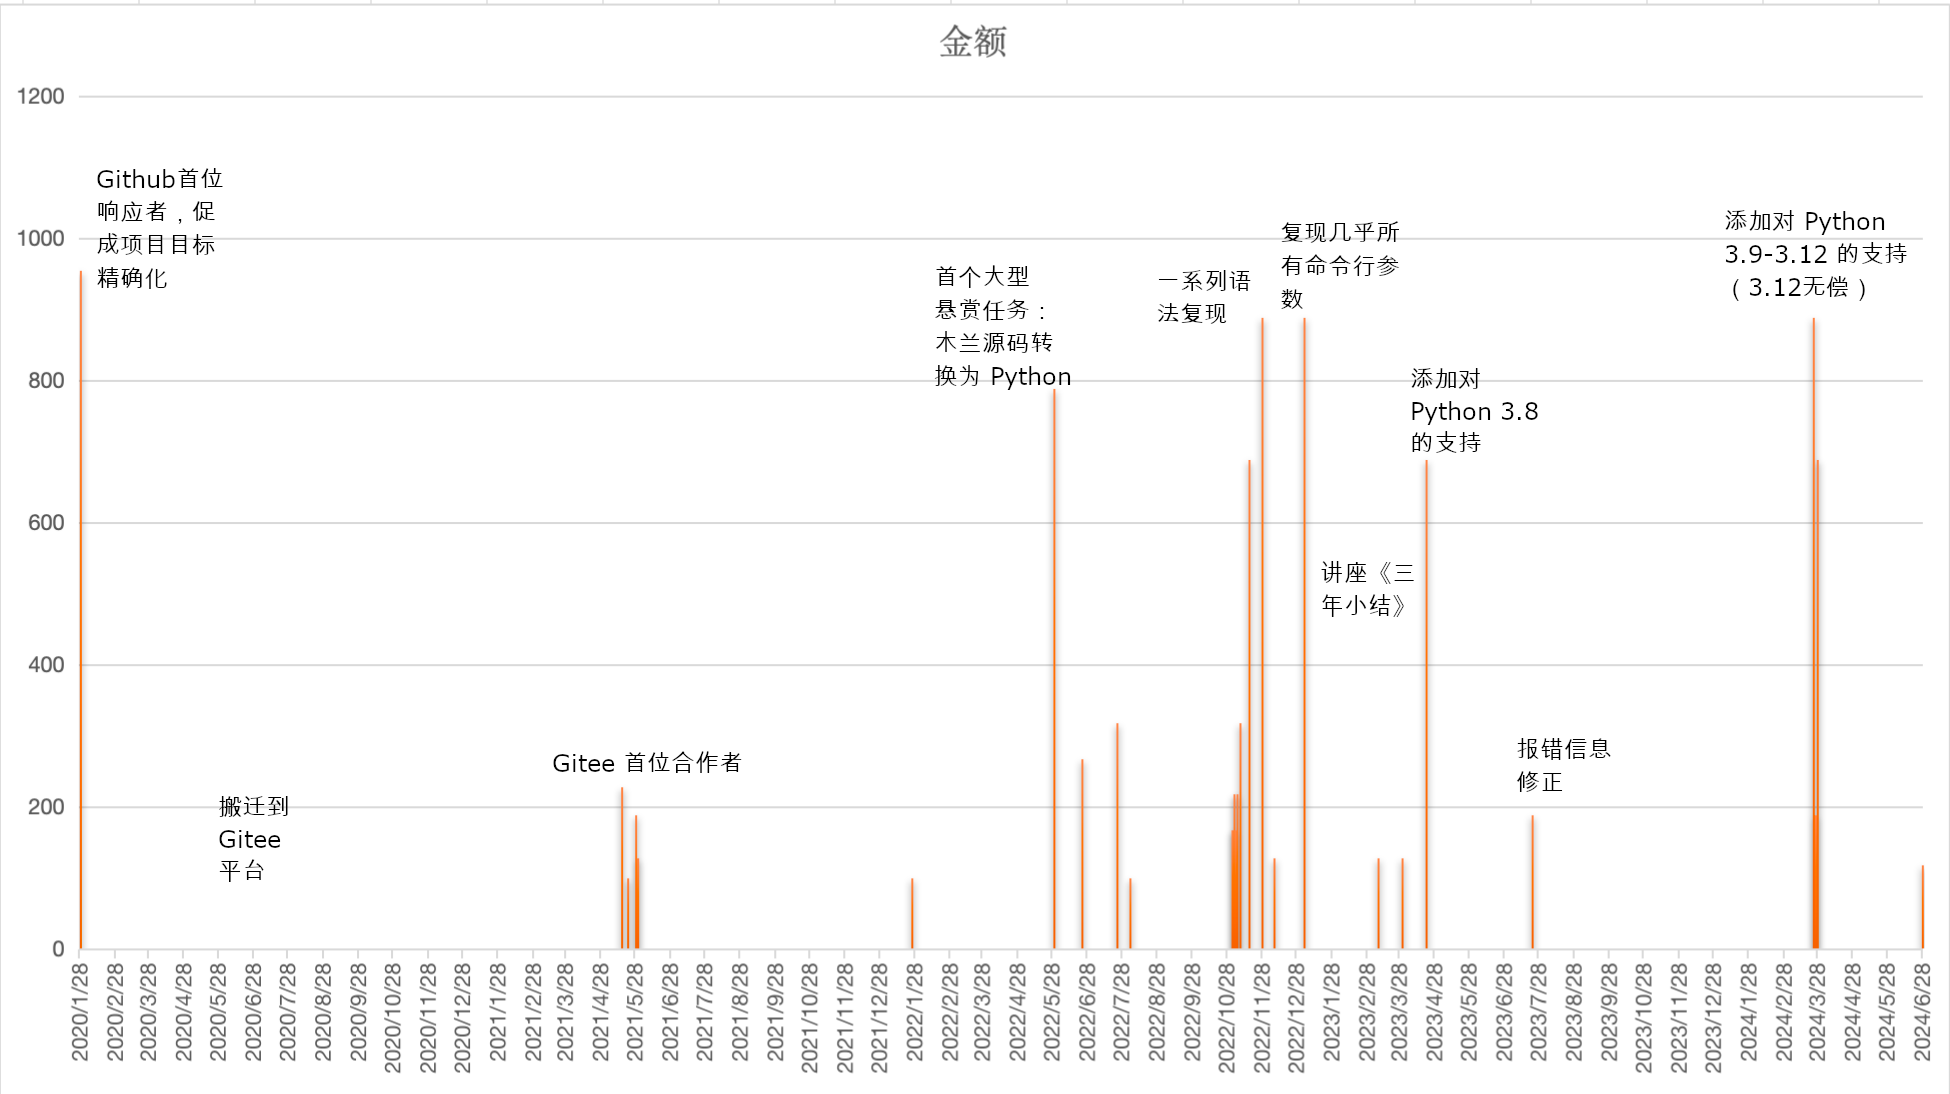 金额
1200
1000
800
600
400
200
0
Github首位
响应者，促
成项目目标
精确化
搬迁到
Gitee
平台
Gitee 首位合作者
首个大型
悬赏任务：
木兰源码转
换为 Python
一系列语
法复现
复现几乎所
有命令行参
数
讲座《三
年小结》
添加对
Python 3.8
的支持
报错信息
修正
添加对 Python
3.9-3.12 的支持
（3.12无偿）
2020/1/28
2020/2/28
2020/3/28
2020/4/28
2020/5/28
2020/6/28
2020/7/28
2020/8/28
2020/9/28
2020/10/28
2020/11/28
2020/12/28
2021/1/28
2021/2/28
2021/3/28
2021/4/28
2021/5/28
2021/6/28
2021/7/28
2021/8/28
2021/9/28
2021/10/28
2021/11/28
2021/12/28
2022/1/28
2022/2/28
2022/3/28
2022/4/28
2022/5/28
2022/6/28
2022/7/28
2022/8/28
2022/9/28
2022/10/28
2022/11/28
2022/12/28
2023/1/28
2023/2/28
2023/3/28
2023/4/28
2023/5/28
2023/6/28
2023/7/28
2023/8/28
2023/9/28
2023/10/28
2023/11/28
2023/12/28
2024/1/28
2024/2/28
2024/3/28
2024/4/28
2024/5/28
2024/6/28